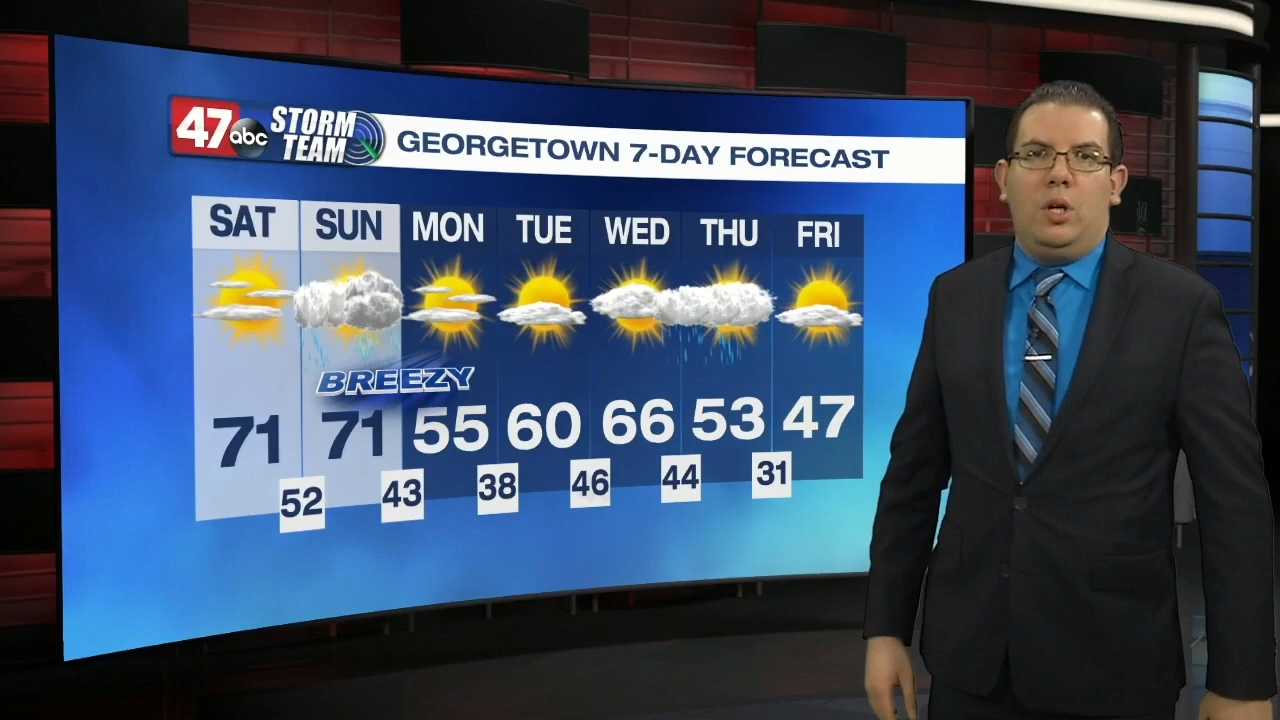 47 abc STORM TEAM
GEORGETOWN 7-DAY FORECAST
SAT SUN MON TUE WED THU FRI
BREEZY
71 71 55 60 66 53 47
52 43 38 46 44 31